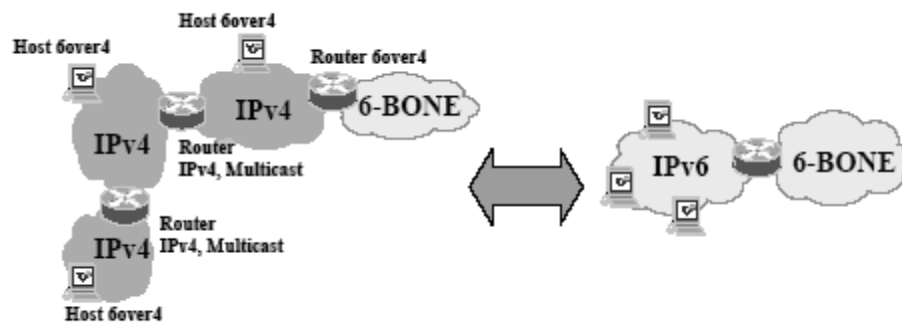 Host 6over4
Host 6over4
Router 6over4
IPv4
IPv4
6-BONE
Router
IPv4, Multicast
IPv4
Router
IPv4, Multicast
Host 6over4
IPv6
6-BONE